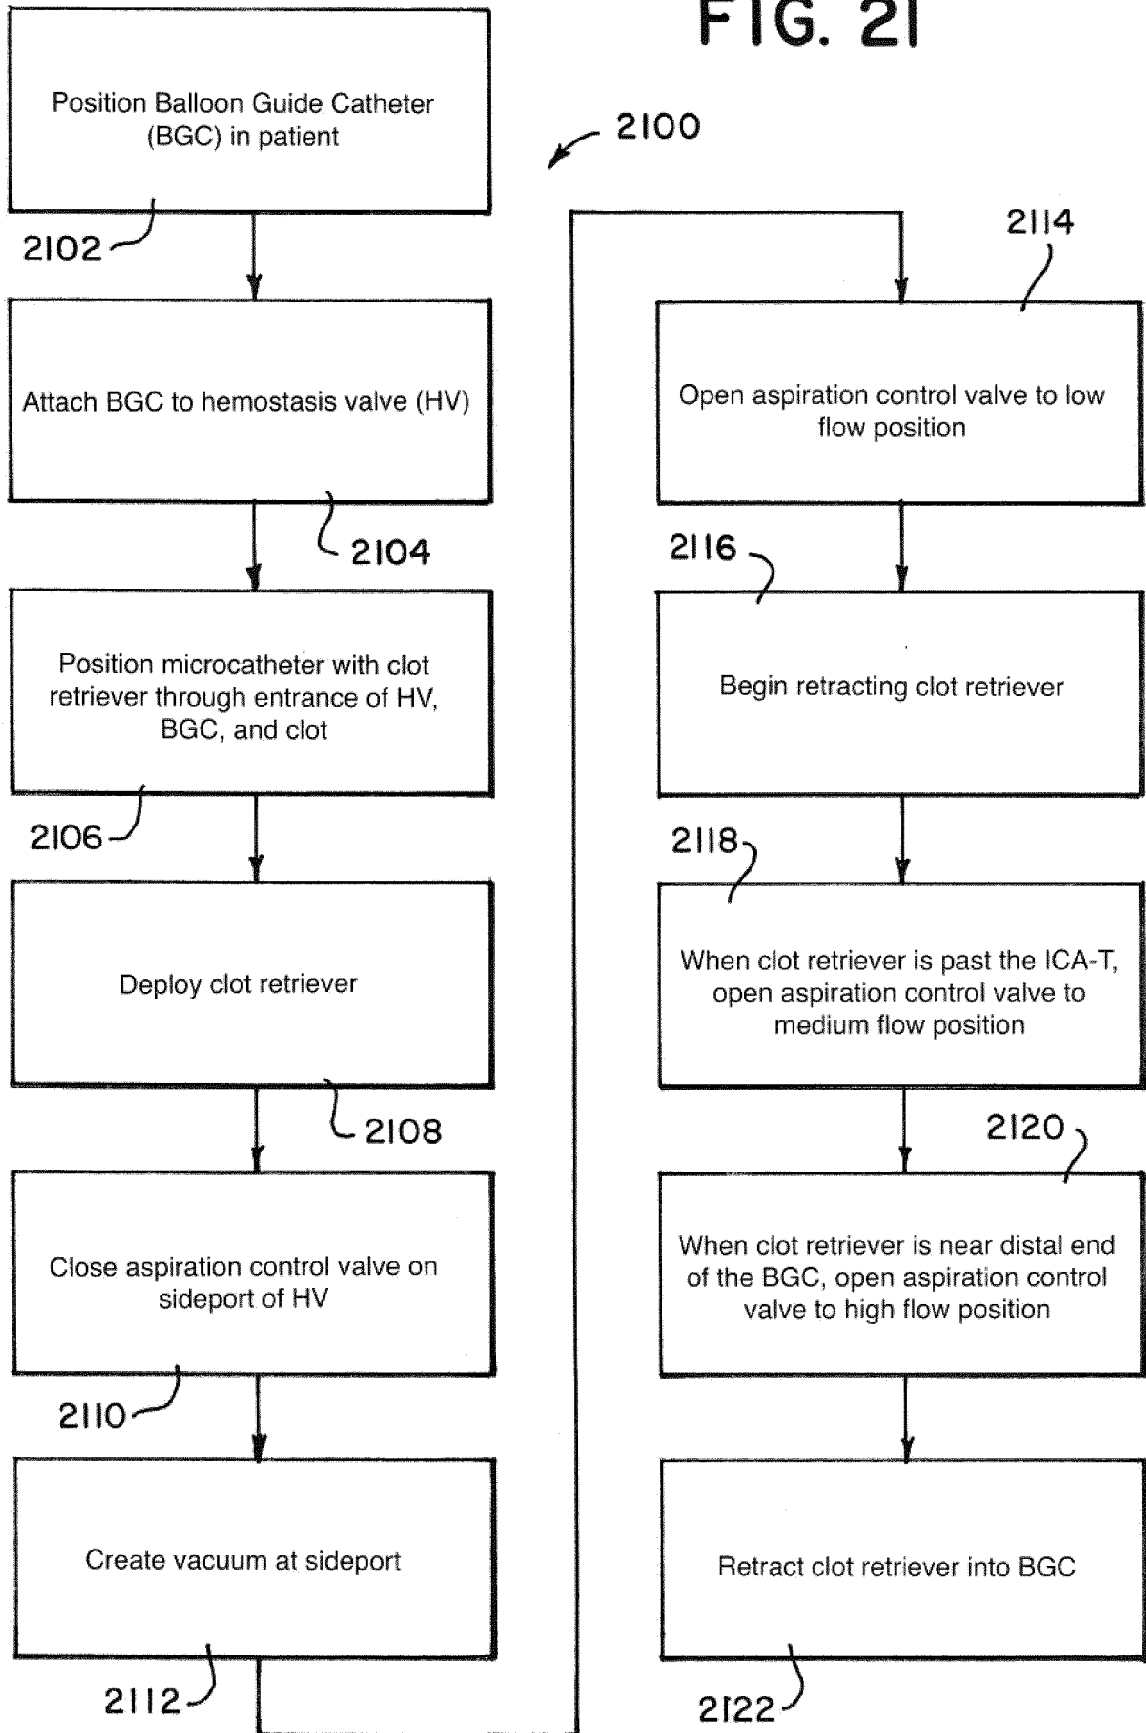 FIG. 21
2100
Position Balloon Guide Catheter
(BGC) in patient
2102
Attach BGC to hemostasis valve (HV)
2104
Position microcatheter with clot
retriever through entrance of HV,
BGC, and clot
2106
Deploy clot retriever
2108
Close aspiration control valve on
sideport of HV
2110
Create vacuum at sideport
2112
2114
Open aspiration control valve to low
flow position
2116
Begin retracting clot retriever
2118
When clot retriever is past the ICA-T,
open aspiration control valve to
medium flow position
2120
When clot retriever is near distal end
of the BGC, open aspiration control
valve to high flow position
Retract clot retriever into BGC
2122